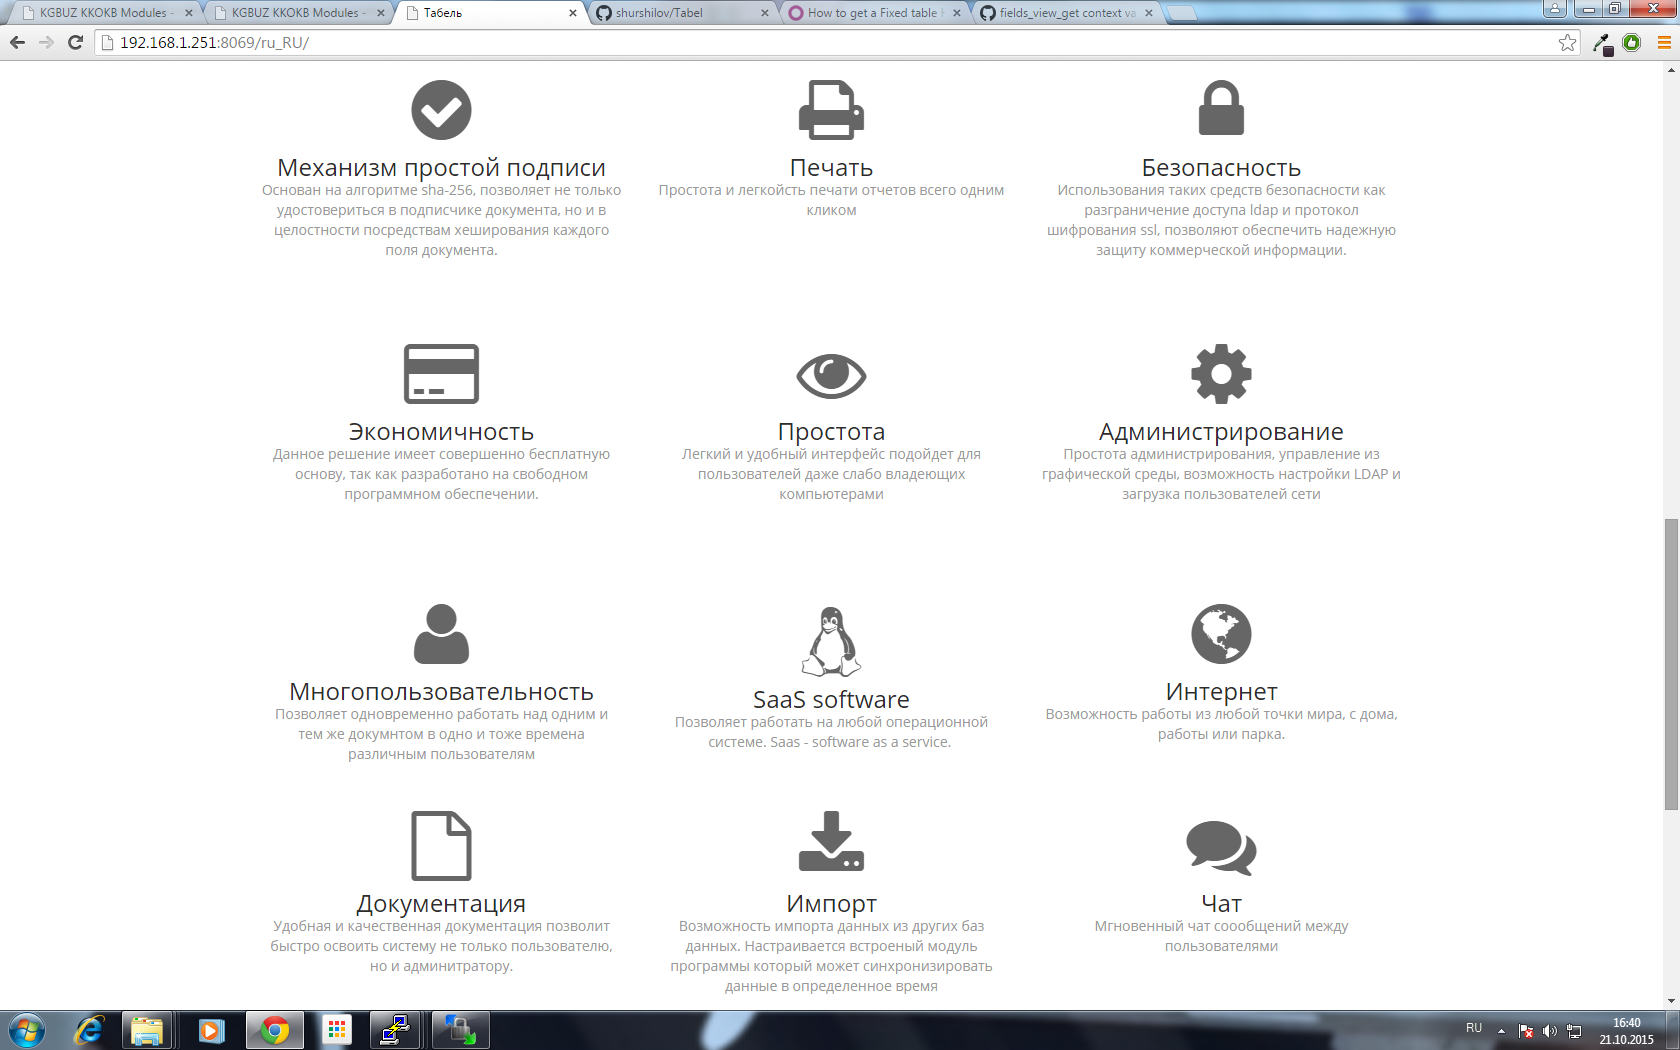 KGBUZ KKOKB Modules -
KGBUZ KKOKB Modules -
Табель
shurshilov/Tabel
How to get a Fixed table
fields_view_get context va
192.168.1.251:8069/ru_RU/
Механизм простой подписи
Основан на алгоритме sha-256, позволяет не только
удостовериться в подписчике документа, но и в
целостности посредствам хеширования каждого
поля документа.
Печать
Простота и легкойсть печати отчетов всего одним
кликом
Безопасность
Использования таких средств безопасности как
разграничение доступа ldap и протокол
шифрования ssl, позволяют обеспечить надежную
защиту коммерческой информации.
Экономичность
Данное решение имеет совершенно бесплатную
основу, так как разработано на свободном
программном обеспечении.
Простота
Легкий и удобный интерфейс подойдет для
пользователей даже слабо владеющих
компьютерами
Администрирование
Простота администрирования, управление из
графической среды, возможность настройки LDAP и
загрузка пользователей сети
Многопользовательность
Позволяет одновременно работать над одним и
тем же докумнтом в одно и тоже времена
различным пользователям
SaaS software
Позволяет работать на любой операционной
системе. Saas - software as a service.
Интернет
Возможность работы из любой точки мира, с дома,
работы или парка.
Документация
Удобная и качественная документация позволит
быстро освоить систему не только пользователю,
но и админитратору.
Импорт
Возможность импорта данных из других баз
данных. Настраивается встроеный модуль
программы который может синхронизировать
данные в определенное время
Чат
Мгновенный чат соообщений между
пользователями
RU
16:40
21.10.2015